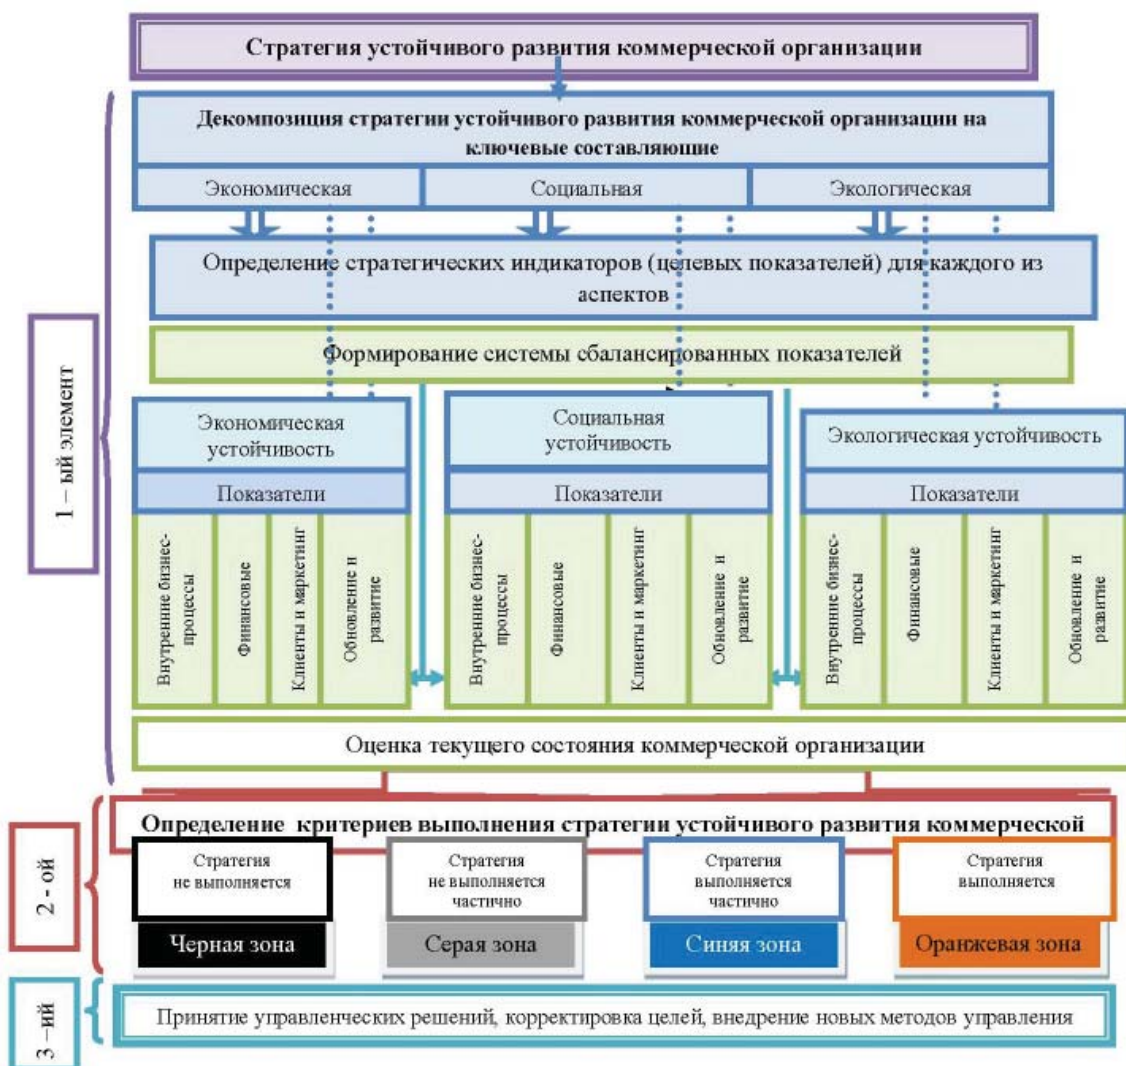 Стратегия устойчивого развития коммерческой организации
Декомпозиция стратегии устойчивого развития коммерческой организации на
ключевые составляющие
Экономическая
Социальная
Экологическая
Определение стратегических индикаторов (целевых показателей) для каждого из
аспектов
Формирование системы сбалансированных показателей
1 – ый элемент
Экономическая
устойчивость
Показатели
Внутренние бизнес-
процессы
Финансовые
Клиенты и маркетинг
Обновление и
развитие
Социальная
устойчивость
Показатели
Внутренние бизнес-
процессы
Финансовые
Клиенты и маркетинг
Обновление и
развитие
Экологическая устойчивость
Показатели
Внутренние бизнес-
процессы
Финансовые
Клиенты и маркетинг
Обновление и
развитие
Оценка текущего состояния коммерческой организации
2 - ой
Определение критериев выполнения стратегии устойчивого развития коммерческой
Стратегия
не выполняется
Черная зона
Стратегия
не выполняется
частично
Серая зона
Стратегия
выполняется
частично
Синяя зона
Стратегия
выполняется
Оранжевая зона
3 –ий
Принятие управленческих решений, корректировка целей, внедрение новых методов управления